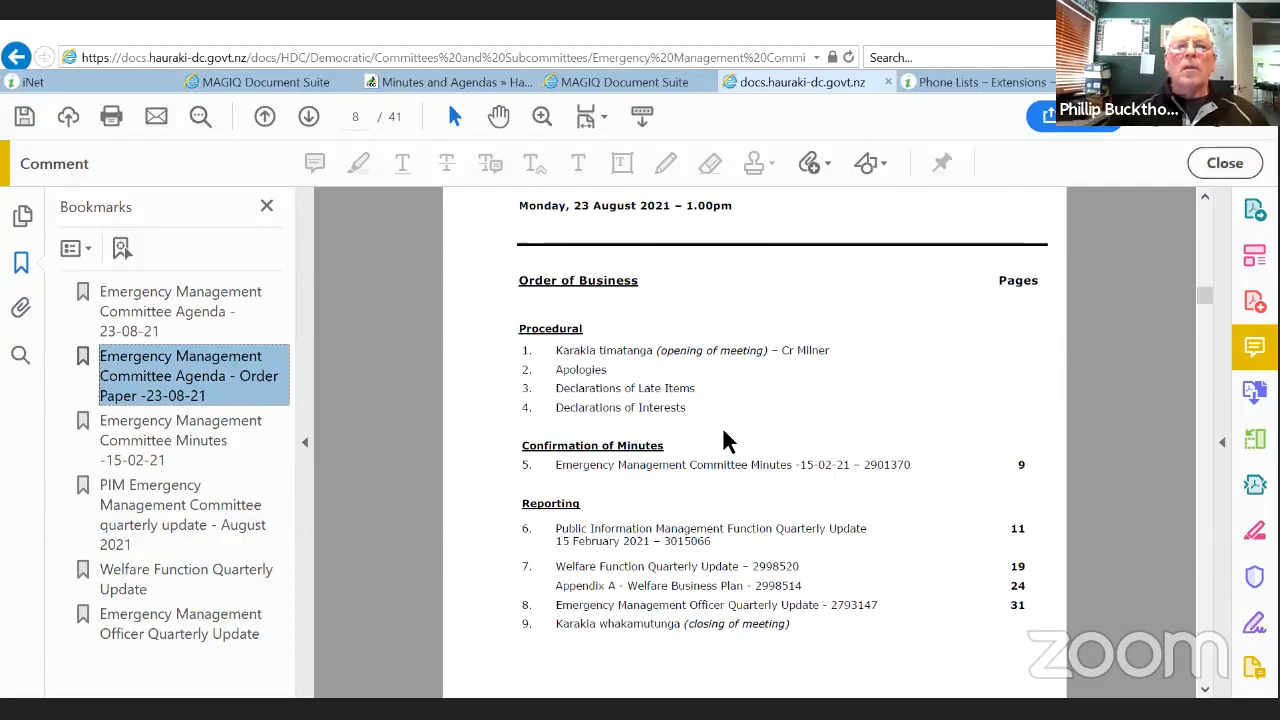 https://docs.hauraki-dc.govt.nz/docs/HDC/Democratic/Committees%20and%20Subcommittees/Emergency%20Management%20Commi
Search...
iNet
MAGIQ Document Suite
Minutes and Agendas – Ha...
MAGIQ Document Suite
docs.hauraki-dc.govt.nz
Phone Lists – Extensions –
Phillip Bucktho...
8 / 41
Comment
Close
Bookmarks
Emergency Management
Committee Agenda -
23-08-21
Emergency Management
Committee Agenda - Order
Paper -23-08-21
Emergency Management
Committee Minutes
-15-02-21
PIM Emergency
Management Committee
quarterly update - August
2021
Welfare Function Quarterly
Update
Emergency Management
Officer Quarterly Update
Monday, 23 August 2021 – 1.00pm
Order of Business Pages
Procedural
1. Karakia timatanga (opening of meeting) – Cr Milner
2. Apologies
3. Declarations of Late Items
4. Declarations of Interests
Confirmation of Minutes
5. Emergency Management Committee Minutes -15-02-21 – 2901370 9
Reporting
6. Public Information Management Function Quarterly Update 11
15 February 2021 – 3015066
7. Welfare Function Quarterly Update – 2998520 19
Appendix A - Welfare Business Plan - 2998514 24
8. Emergency Management Officer Quarterly Update - 2793147 31
9. Karakia whakamutunga (closing of meeting)
zoom